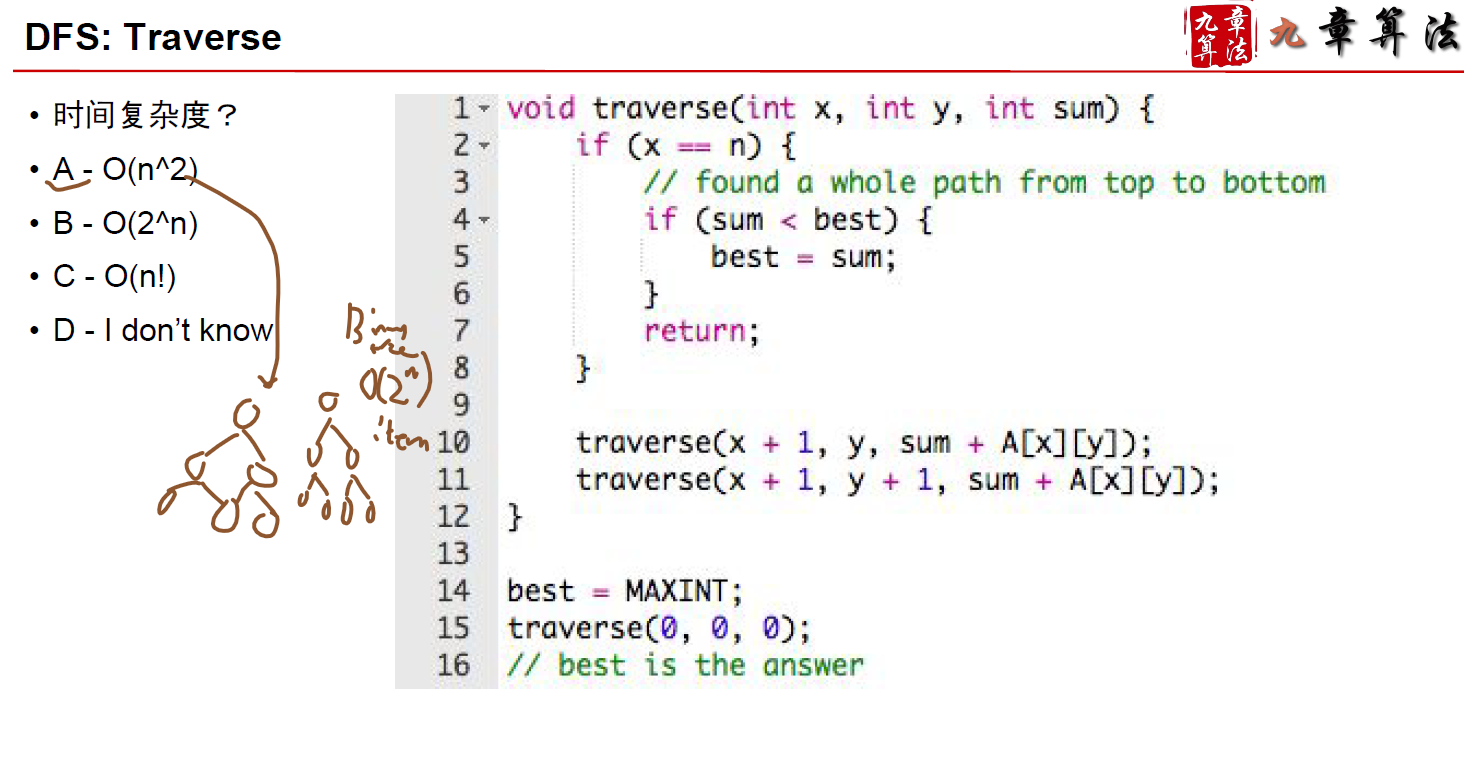 DFS: Traverse
九章算法
九章算法
• 时间复杂度？
• A - O(n^2)
• B - O(2^n)
• C - O(n!)
• D - I don't know
Binary
tree
O(2^n)
item
1 void traverse(int x, int y, int sum) {
2 if (x == n) {
3 // found a whole path from top to bottom
4 if (sum < best) {
5 best = sum;
6 }
7 return;
8 }
9
10 traverse(x + 1, y, sum + A[x][y]);
11 traverse(x + 1, y + 1, sum + A[x][y]);
12 }
13
14 best = MAXINT;
15 traverse(0, 0, 0);
16 // best is the answer